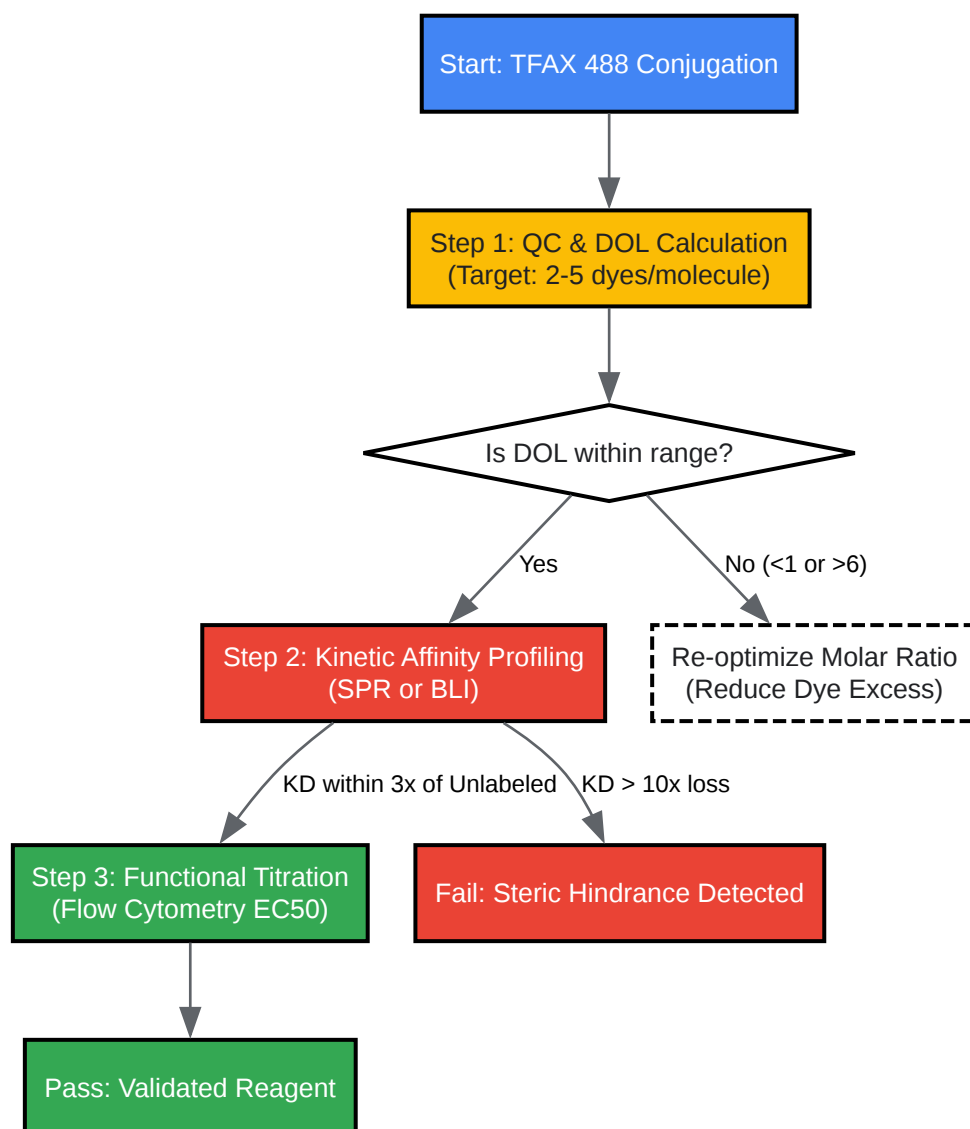 Start: TFAX 488 Conjugation
Step 1: QC & DOL Calculation
(Target: 2-5 dyes/molecule)
Is DOL within range?
Yes
No (<1 or >6)
Step 2: Kinetic Affinity Profiling
(SPR or BLI)
Re-optimize Molar Ratio
(Reduce Dye Excess)
KD within 3x of Unlabeled
KD > 10x loss
Step 3: Functional Titration
(Flow Cytometry EC50)
Fail: Steric Hindrance Detected
Pass: Validated Reagent